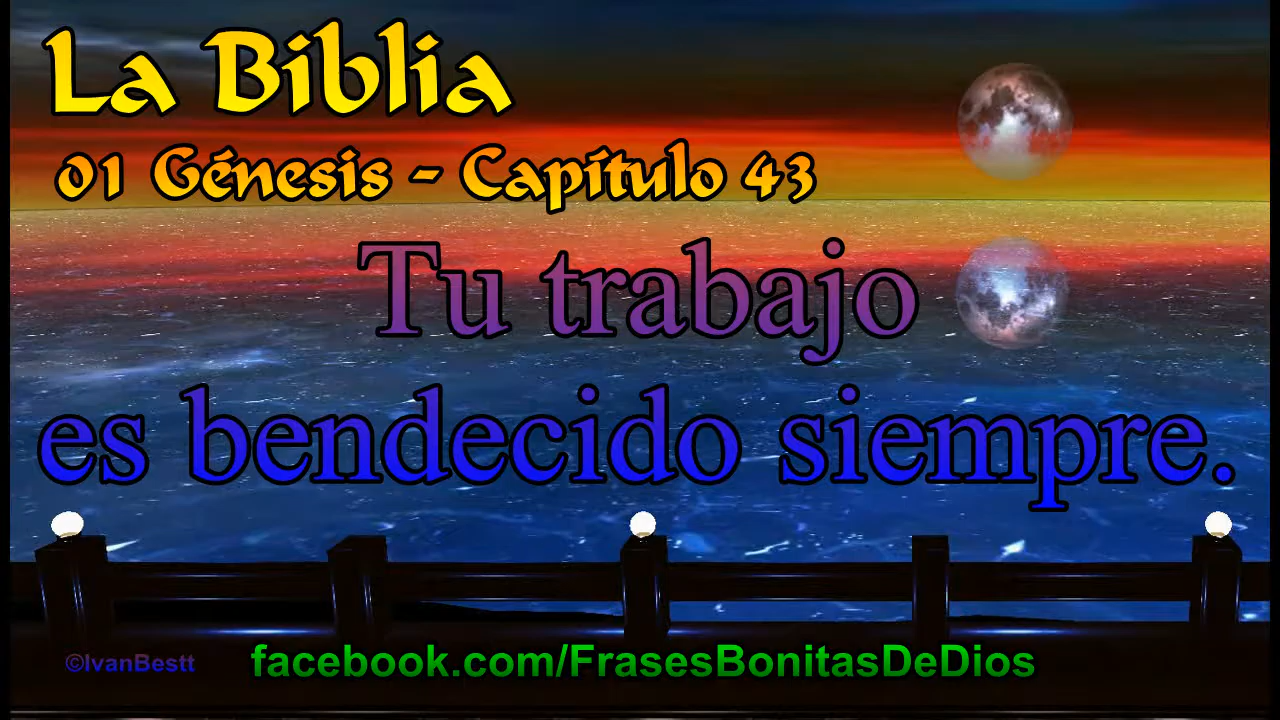 La Biblia
01 Génesis - Capítulo 43
Tu trabajo
es bendecido siempre.
©IvanBestt
facebook.com/FrasesBonitasDeDios